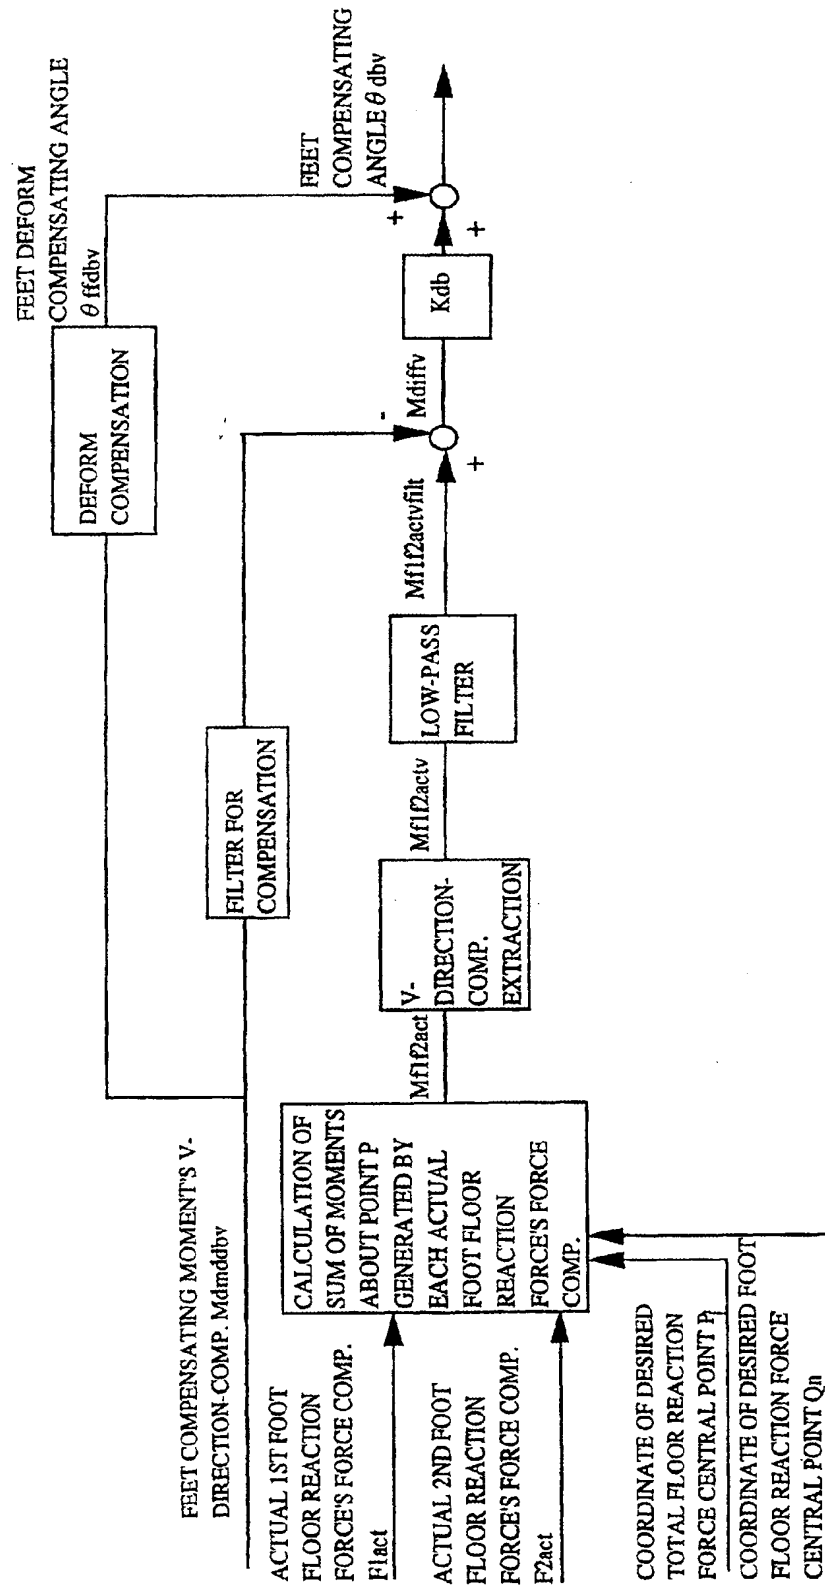 FEET DEFORM
COMPENSATING ANGLE
θ ffdbv
DEFORM
COMPENSATION
FEET
COMPENSATING
ANGLE θ dbv
FEET COMPENSATING MOMENT'S V-
DIRECTION-COMP. Mdmddbv
FILTER FOR
COMPENSATION
-
+
+
+
ACTUAL 1ST FOOT
FLOOR REACTION
FORCE'S FORCE COMP.
F1act
ACTUAL 2ND FOOT
FLOOR REACTION
FORCE'S FORCE COMP.
F2act
CALCULATION OF
SUM OF MOMENTS
ABOUT POINT P
GENERATED BY
EACH ACTUAL
FOOT FLOOR
REACTION
FORCE'S FORCE
COMP.
Mf1f2act
V-
DIRECTION-
COMP.
EXTRACTION
Mf1f2actv
LOW-PASS
FILTER
Mf1f2actvfilt
Mdiffv
Kdb
COORDINATE OF DESIRED
TOTAL FLOOR REACTION
FORCE CENTRAL POINT P
COORDINATE OF DESIRED FOOT
FLOOR REACTION FORCE
CENTRAL POINT Qn